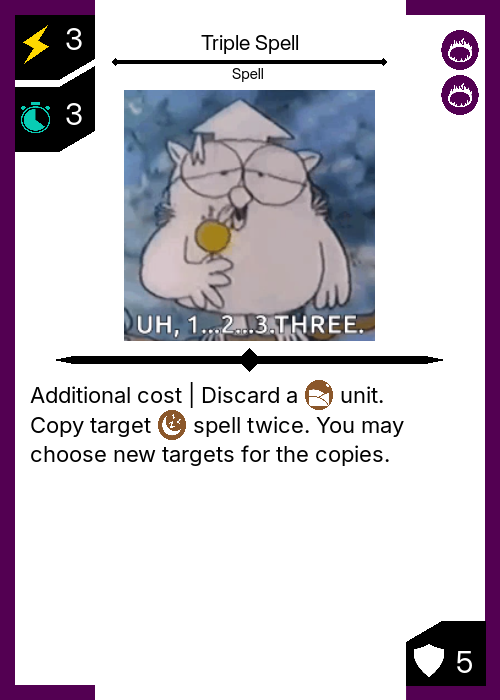 3
Triple Spell
Spell
3
UH, 1...2...3.THREE.
Additional cost | Discard a unit.
Copy target spell twice. You may
choose new targets for the copies.
5